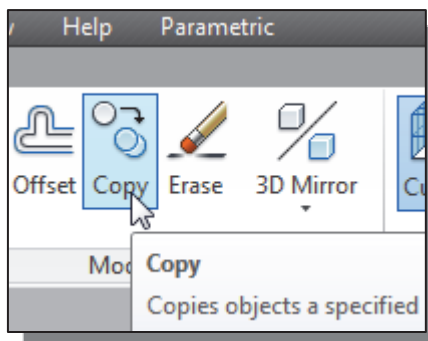 Help Parametric
Offset Copy Erase 3D Mirror
Copy
Copies objects a specified